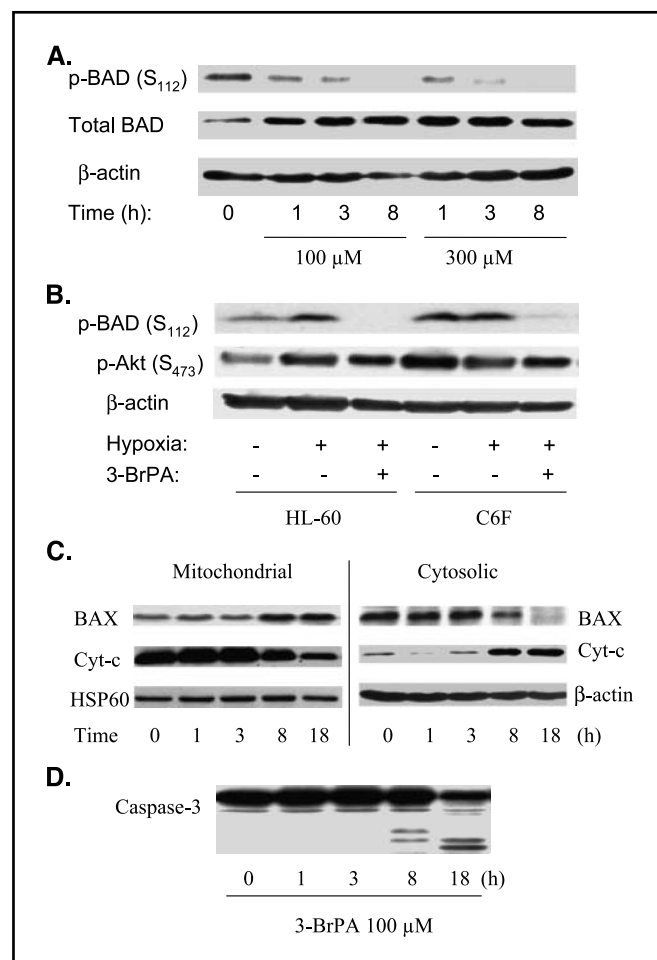 A.
p-BAD (S112)
Total BAD
β-actin
Time (h): 0 1 3 8 1 3 8
100 µM 300 µM
B.
p-BAD (S112)
p-Akt (S473)
β-actin
Hypoxia: - + + - + +
3-BrPA: - - + - - +
HL-60 C6F
C.
Mitochondrial Cytosolic
BAX BAX
Cyt-c Cyt-c
HSP60 β-actin
Time 0 1 3 8 18 0 1 3 8 18 (h)
D.
Caspase-3
0 1 3 8 18 (h)
3-BrPA 100 µM